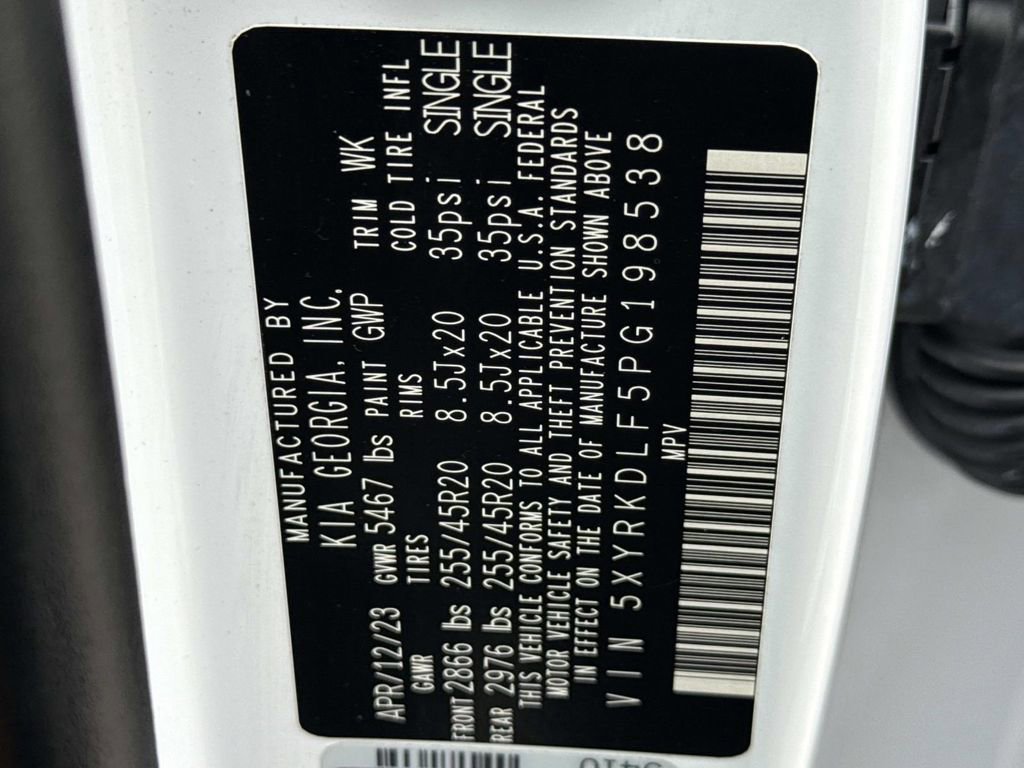 MANUFACTURED BY
KIA GEORGIA, INC.
APR/12/23 GVWR 5467 lbs PAINT GWP TRIM WK
GAWR TIRES RIMS COLD TIRE INFL
FRONT 2866 lbs 255/45R20 8.5Jx20 35psi SINGLE
REAR 2976 lbs 255/45R20 8.5Jx20 35psi SINGLE
THIS VEHICLE CONFORMS TO ALL APPLICABLE U.S.A. FEDERAL
MOTOR VEHICLE SAFETY AND THEFT PREVENTION STANDARDS
IN EFFECT ON THE DATE OF MANUFACTURE SHOWN ABOVE
VIN 5XYRKDLF5PG198538
MPV